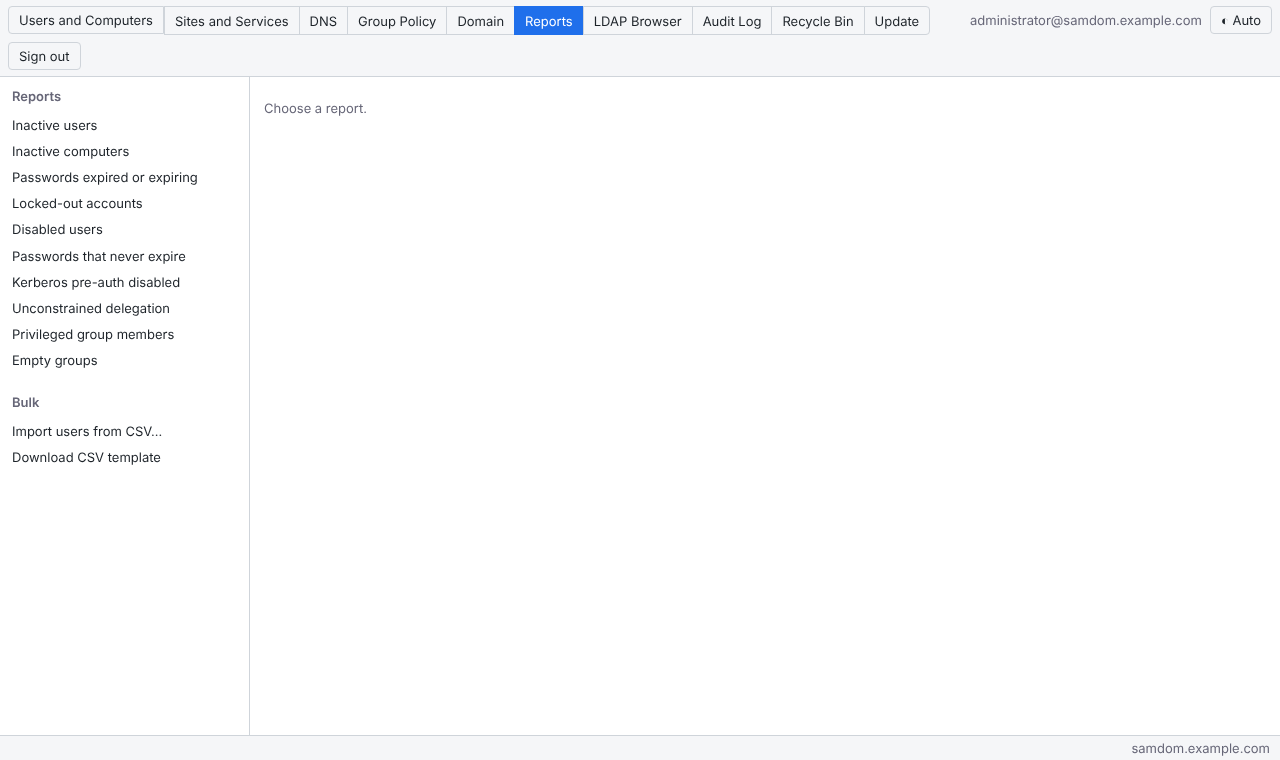 Users and Computers Sites and Services DNS Group Policy Domain Reports LDAP Browser Audit Log Recycle Bin Update administrator@samdom.example.com Auto
Sign out
Reports
Inactive users
Inactive computers
Passwords expired or expiring
Locked-out accounts
Disabled users
Passwords that never expire
Kerberos pre-auth disabled
Unconstrained delegation
Privileged group members
Empty groups
Bulk
Import users from CSV...
Download CSV template
Choose a report.
samdom.example.com